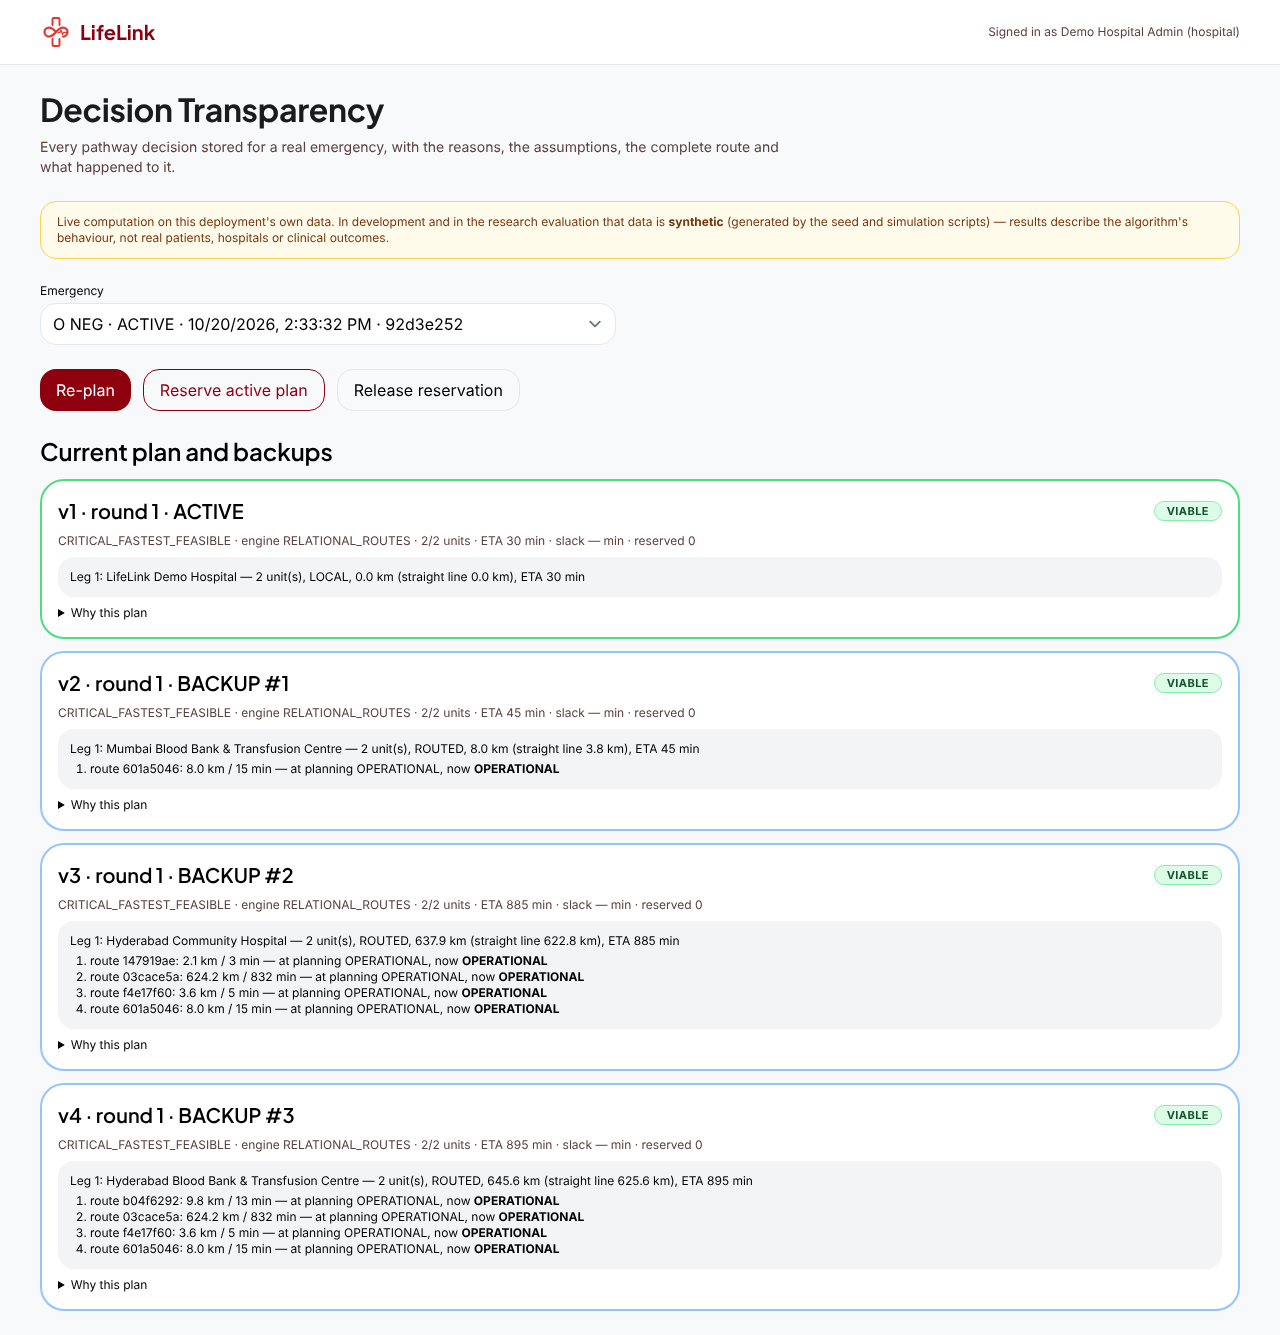 LifeLink
Signed in as Demo Hospital Admin (hospital)
Decision Transparency
Every pathway decision stored for a real emergency, with the reasons, the assumptions, the complete route and
what happened to it.
Live computation on this deployment's own data. In development and in the research evaluation that data is synthetic (generated by the seed and simulation scripts) — results describe the algorithm's
behaviour, not real patients, hospitals or clinical outcomes.
Emergency
O NEG · ACTIVE · 10/20/2026, 2:33:32 PM · 92d3e252
Re-plan
Reserve active plan
Release reservation
Current plan and backups
v1 · round 1 · ACTIVE
VIABLE
CRITICAL_FASTEST_FEASIBLE · engine RELATIONAL_ROUTES · 2/2 units · ETA 30 min · slack — min · reserved 0
Leg 1: LifeLink Demo Hospital — 2 unit(s), LOCAL, 0.0 km (straight line 0.0 km), ETA 30 min
Why this plan
v2 · round 1 · BACKUP #1
VIABLE
CRITICAL_FASTEST_FEASIBLE · engine RELATIONAL_ROUTES · 2/2 units · ETA 45 min · slack — min · reserved 0
Leg 1: Mumbai Blood Bank & Transfusion Centre — 2 unit(s), ROUTED, 8.0 km (straight line 3.8 km), ETA 45 min
1. route 601a5046: 8.0 km / 15 min — at planning OPERATIONAL, now OPERATIONAL
Why this plan
v3 · round 1 · BACKUP #2
VIABLE
CRITICAL_FASTEST_FEASIBLE · engine RELATIONAL_ROUTES · 2/2 units · ETA 885 min · slack — min · reserved 0
Leg 1: Hyderabad Community Hospital — 2 unit(s), ROUTED, 637.9 km (straight line 622.8 km), ETA 885 min
1. route 147919ae: 2.1 km / 3 min — at planning OPERATIONAL, now OPERATIONAL
2. route 03cace5a: 624.2 km / 832 min — at planning OPERATIONAL, now OPERATIONAL
3. route f4e17f60: 3.6 km / 5 min — at planning OPERATIONAL, now OPERATIONAL
4. route 601a5046: 8.0 km / 15 min — at planning OPERATIONAL, now OPERATIONAL
Why this plan
v4 · round 1 · BACKUP #3
VIABLE
CRITICAL_FASTEST_FEASIBLE · engine RELATIONAL_ROUTES · 2/2 units · ETA 895 min · slack — min · reserved 0
Leg 1: Hyderabad Blood Bank & Transfusion Centre — 2 unit(s), ROUTED, 645.6 km (straight line 625.6 km), ETA 895 min
1. route b04f6292: 9.8 km / 13 min — at planning OPERATIONAL, now OPERATIONAL
2. route 03cace5a: 624.2 km / 832 min — at planning OPERATIONAL, now OPERATIONAL
3. route f4e17f60: 3.6 km / 5 min — at planning OPERATIONAL, now OPERATIONAL
4. route 601a5046: 8.0 km / 15 min — at planning OPERATIONAL, now OPERATIONAL
Why this plan